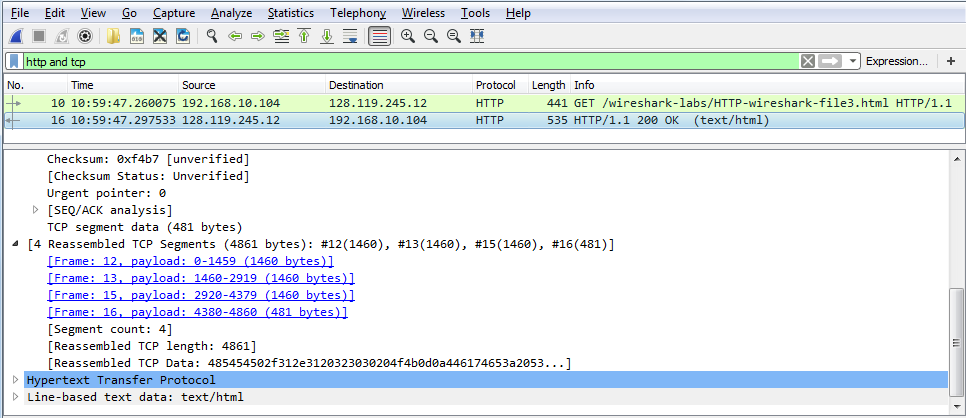 File Edit View Go Capture Analyze Statistics Telephony Wireless Tools Help
http and tcp Expression... +
No. Time Source Destination Protocol Length Info
10 10:59:47.260075 192.168.10.104 128.119.245.12 HTTP 441 GET /wireshark-labs/HTTP-wireshark-file3.html HTTP/1.1
16 10:59:47.297533 128.119.245.12 192.168.10.104 HTTP 535 HTTP/1.1 200 OK (text/html)
Checksum: 0xf4b7 [unverified]
[Checksum Status: Unverified]
Urgent pointer: 0
[SEQ/ACK analysis]
TCP segment data (481 bytes)
[4 Reassembled TCP Segments (4861 bytes): #12(1460), #13(1460), #15(1460), #16(481)]
[Frame: 12, payload: 0-1459 (1460 bytes)]
[Frame: 13, payload: 1460-2919 (1460 bytes)]
[Frame: 15, payload: 2920-4379 (1460 bytes)]
[Frame: 16, payload: 4380-4860 (481 bytes)]
[Segment count: 4]
[Reassembled TCP length: 4861]
[Reassembled TCP Data: 485454502f312e3120323030204f4b0d0a446174653a2053...]
Hypertext Transfer Protocol
Line-based text data: text/html